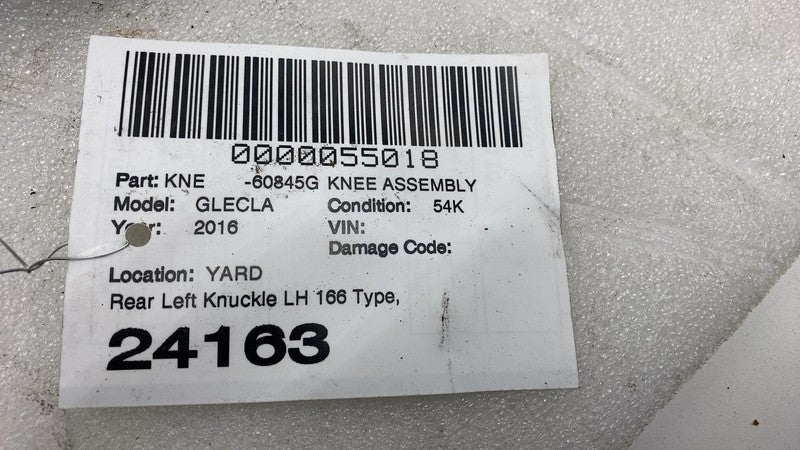 0000055018
Part: KNE -60845G KNEE ASSEMBLY
Model: GLECLA Condition: 54K
Year: 2016 VIN:
Damage Code:
Location: YARD
Rear Left Knuckle LH 166 Type,
24163